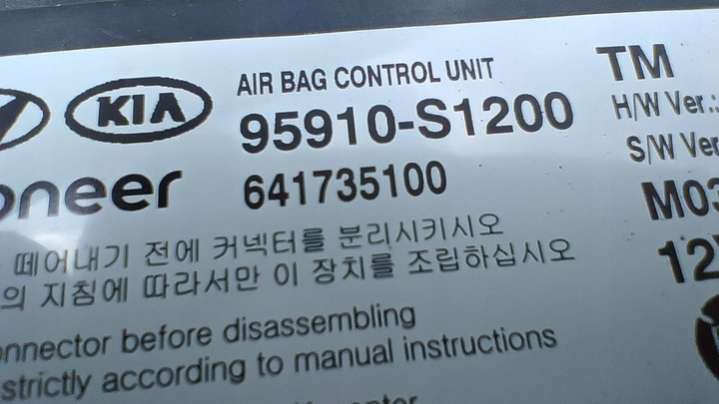 KIA
AIR BAG CONTROL UNIT
TM
95910-S1200
H/W Ver.:
S/W Ver
641735100
M03
떼어내기 전에 커넥터를 분리시키시오
12
의 지침에 따라서만 이 장치를 조립하십시오
before disassembling
strictly according to manual instructions